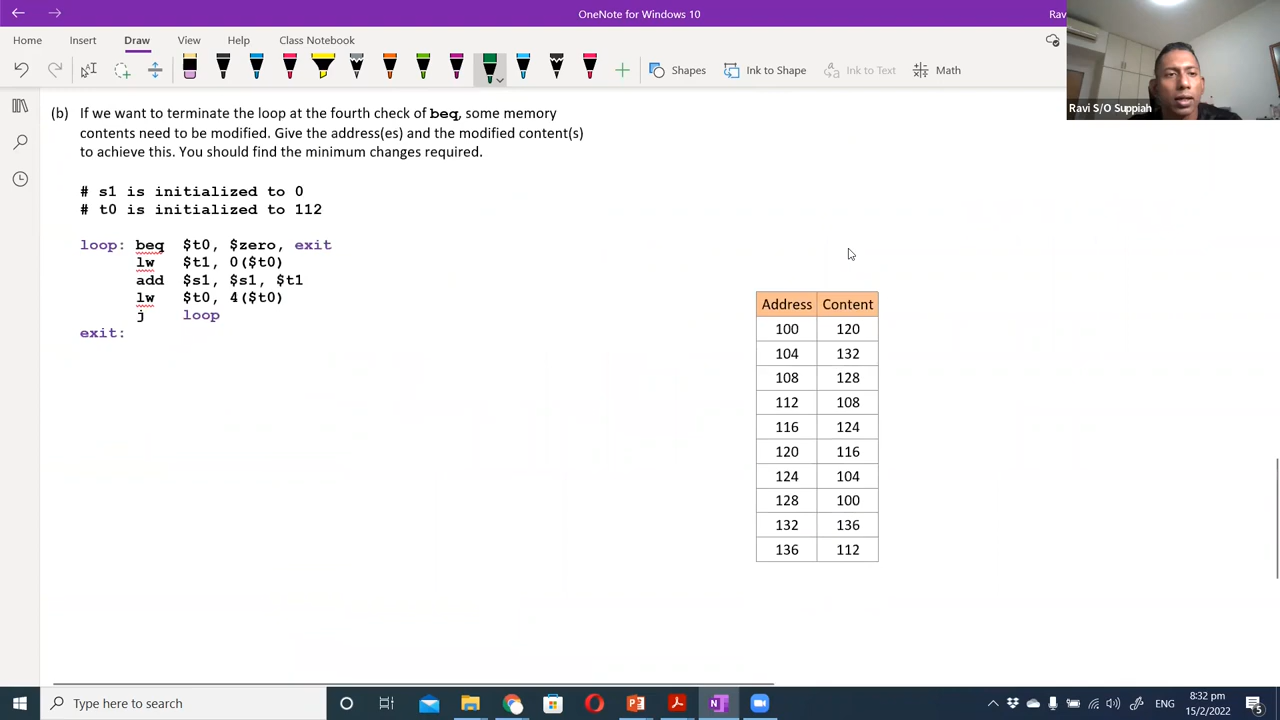 OneNote for Windows 10
Rav
Home Insert Draw View Help Class Notebook
Shapes Ink to Shape Ink to Text Math
Ravi S/O Suppiah
(b) If we want to terminate the loop at the fourth check of beq, some memory
contents need to be modified. Give the address(es) and the modified content(s)
to achieve this. You should find the minimum changes required.
# s1 is initialized to 0
# t0 is initialized to 112
loop: beq $t0, $zero, exit
lw $t1, 0($t0)
add $s1, $s1, $t1
lw $t0, 4($t0)
j loop
exit:
Address Content
100 120
104 132
108 128
112 108
116 124
120 116
124 104
128 100
132 136
136 112
Type here to search
ENG
8:32 pm
15/2/2022
5